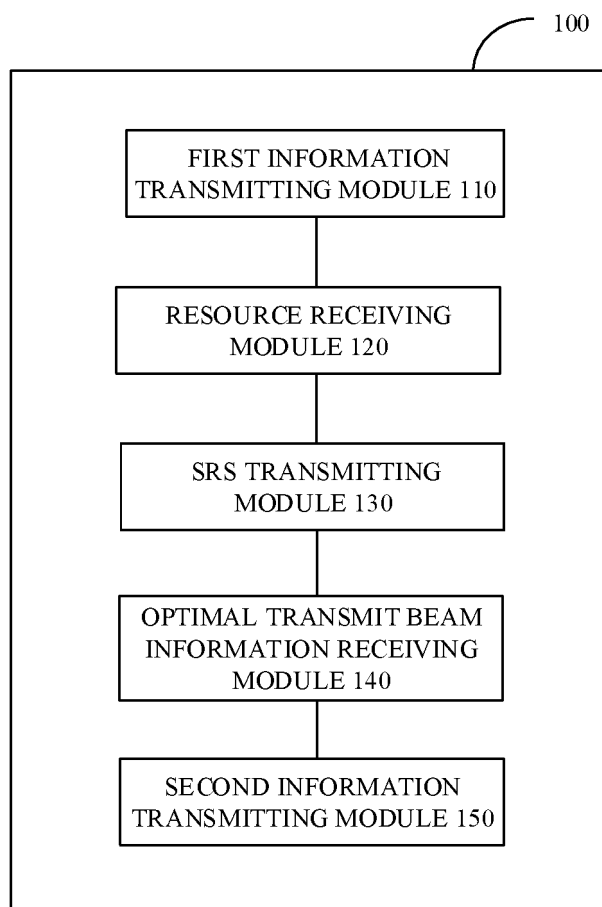 100
FIRST INFORMATION
TRANSMITTING MODULE 110
RESOURCE RECEIVING
MODULE 120
SRS TRANSMITTING
MODULE 130
OPTIMAL TRANSMIT BEAM
INFORMATION RECEIVING
MODULE 140
SECOND INFORMATION
TRANSMITTING MODULE 150